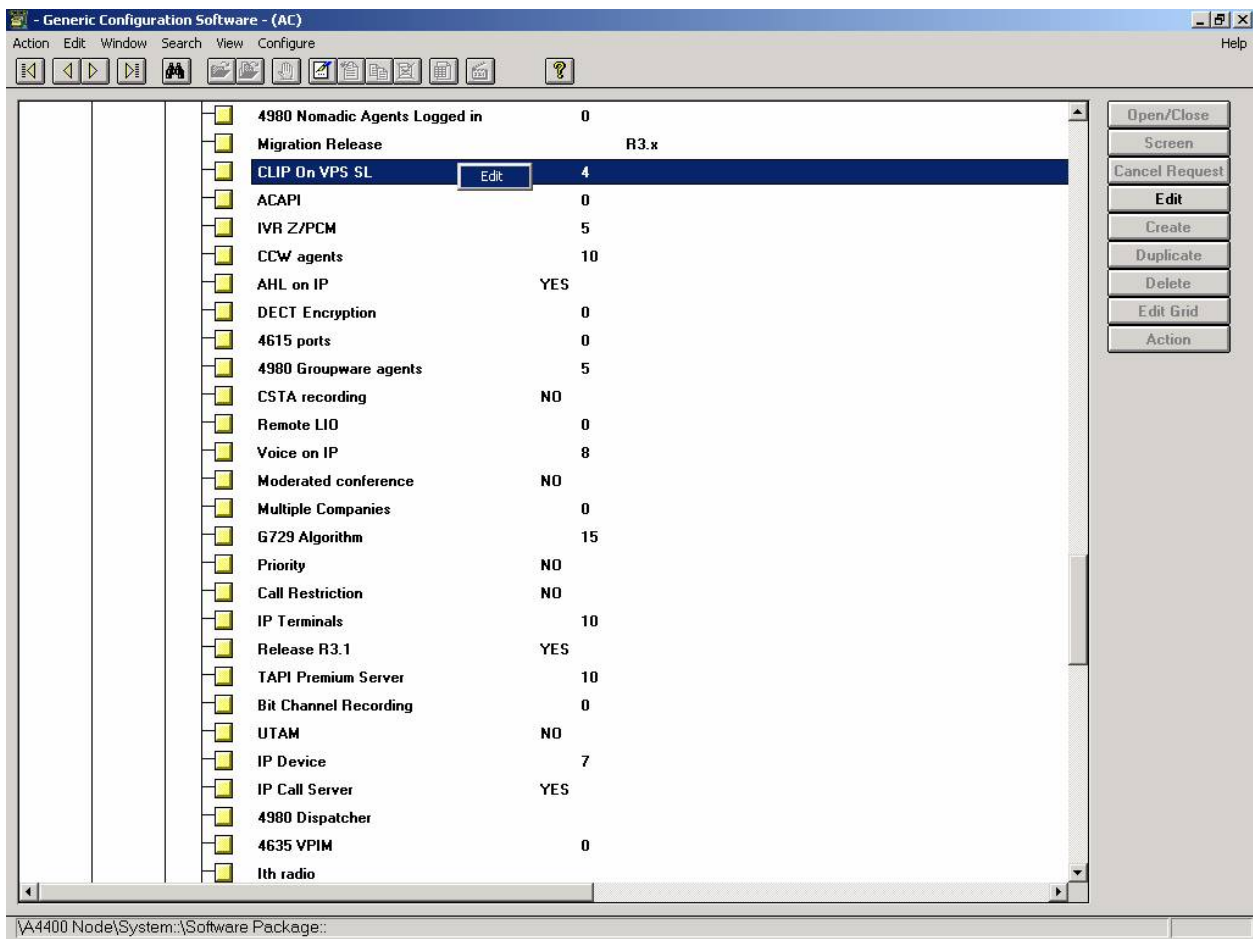 - Generic Configuration Software - (AC)
Action Edit Window Search View Configure Help
4980 Nomadic Agents Logged in 0
Migration Release R3.x
CLIP On VPS SL 4
Edit
ACAPI 0
IVR Z/PCM 5
CCW agents 10
AHL on IP YES
DECT Encryption 0
4615 ports 0
4980 Groupware agents 5
CSTA recording NO
Remote LIO 0
Voice on IP 8
Moderated conference NO
Multiple Companies 0
G729 Algorithm 15
Priority NO
Call Restriction NO
IP Terminals 10
Release R3.1 YES
TAPI Premium Server 10
Bit Channel Recording 0
UTAM NO
IP Device 7
IP Call Server YES
4980 Dispatcher
4635 VPIM 0
Ith radio
Open/Close
Screen
Cancel Request
Edit
Create
Duplicate
Delete
Edit Grid
Action
\A4400 Node\System::\Software Package::